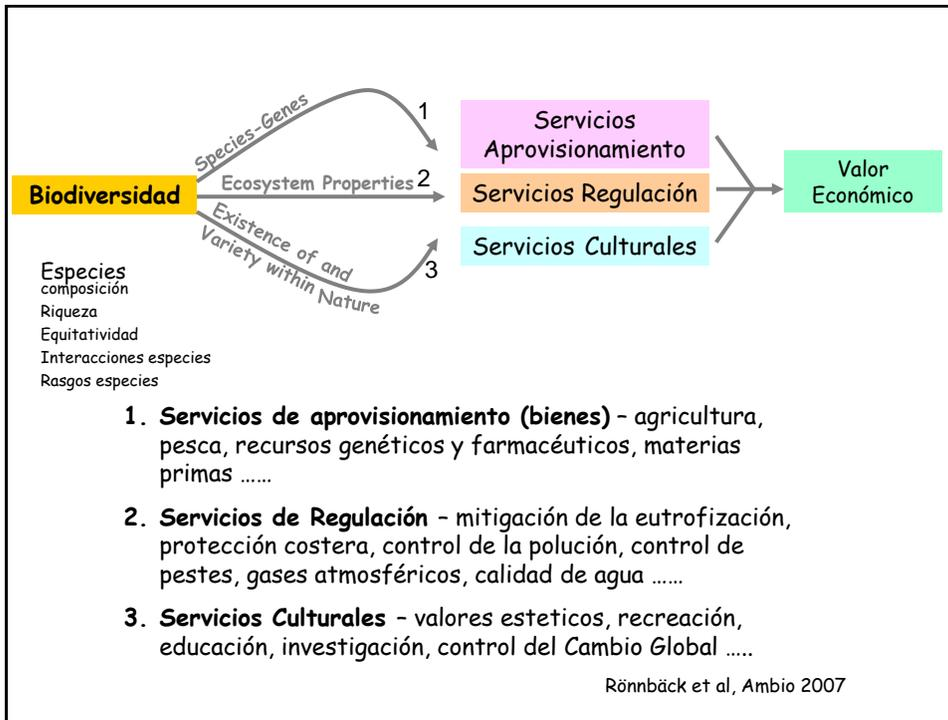 Species-Genes
1
Servicios
Aprovisionamiento
Biodiversidad
Ecosystem Properties
2
Servicios Regulación
Valor
Económico
Existence of and
Variety within Nature
3
Servicios Culturales
Especies
composición
Riqueza
Equitatividad
Interacciones especies
Rasgos especies
1. Servicios de aprovisionamiento (bienes) – agricultura,
pesca, recursos genéticos y farmacéuticos, materias
primas ……
2. Servicios de Regulación – mitigación de la eutrofización,
protección costera, control de la polución, control de
pestes, gases atmosféricos, calidad de agua ……
3. Servicios Culturales – valores esteticos, recreación,
educación, investigación, control del Cambio Global …..
Rönnbäck et al, Ambio 2007